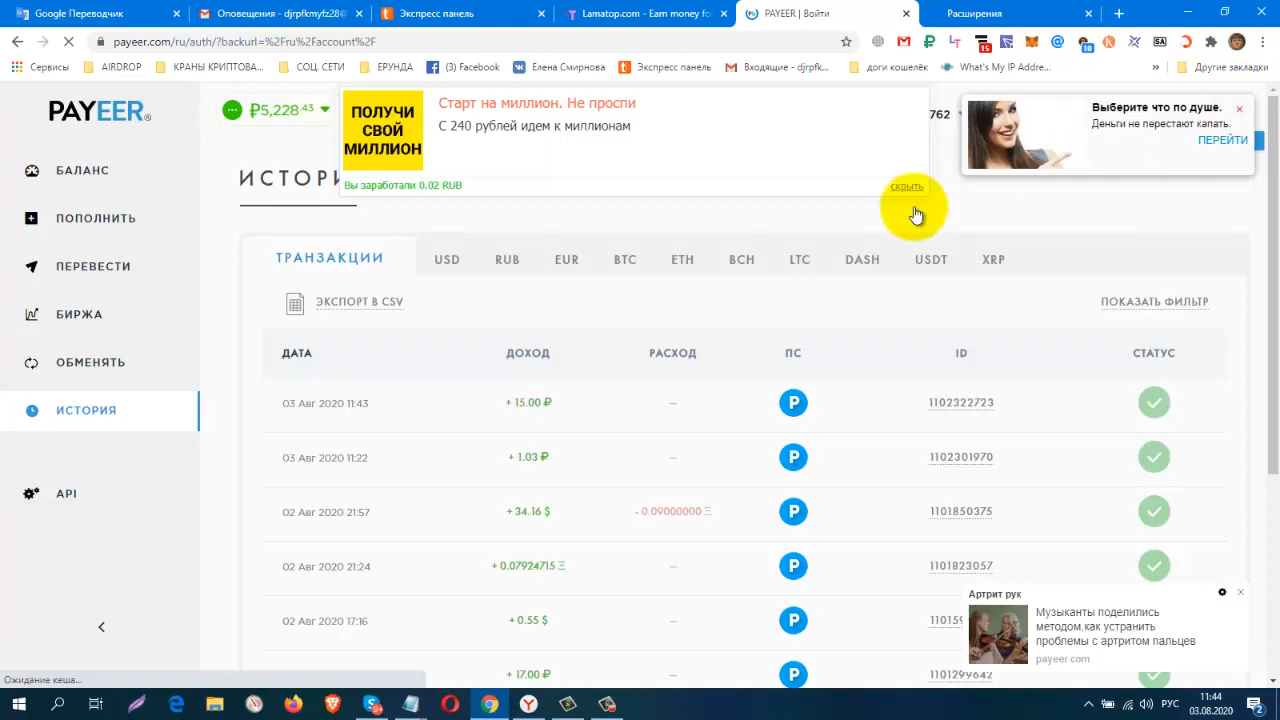 Google Переводчик
Оповещения - djrpfkmyfz28@
Экспресс панель
Lamatop.com - Earn money for
PAYEER | Войти
Расширения
payeer.com/ru/auth/?backurl=%2Fru%2Faccount%2F
15
10
SA
Сервисы
AIRDROP
КРАНЫ КРИПТОВА...
СОЦ. СЕТИ
ЕРУНДА
(3) Facebook
Елена Смирнова
Экспресс панель
Входящие - djrpfk...
доги кошелёк
What's My IP Addre...
»
Другие закладки
PAYEER®
₽5,228.43
ПОЛУЧИ
СВОЙ
МИЛЛИОН
Старт на миллион. Не проспи
С 240 рублей идем к миллионам
Вы заработали 0.02 RUB
скрыть
762
Выберите что по душе.
Деньги не перестают капать.
ПЕРЕЙТИ
БАЛАНС
ПОПОЛНИТЬ
ПЕРЕВЕСТИ
БИРЖА
ОБМЕНЯТЬ
ИСТОРИЯ
API
ИСТОРИ
ТРАНЗАКЦИИ USD RUB EUR BTC ETH BCH LTC DASH USDT XRP
ЭКСПОРТ В CSV
ПОКАЗАТЬ ФИЛЬТР
ДАТА ДОХОД РАСХОД ПС ID СТАТУС
03 Авг 2020 11:43 + 15.00 ₽ – P 1102322723
03 Авг 2020 11:22 + 1.03 ₽ – P 1102301970
02 Авг 2020 21:57 + 34.16 $ - 0.09000000 Ξ P 1101850375
02 Авг 2020 21:24 + 0.07924715 Ξ – P 1101823057
02 Авг 2020 17:16 + 0.55 $ – P 110159
+ 17.00 ₽ – P 1101299642
Артрит рук
Музыканты поделились
методом,как устранить
проблемы с артритом пальцев
payeer.com
Ожидание кеша...
РУС
11:44
03.08.2020
2